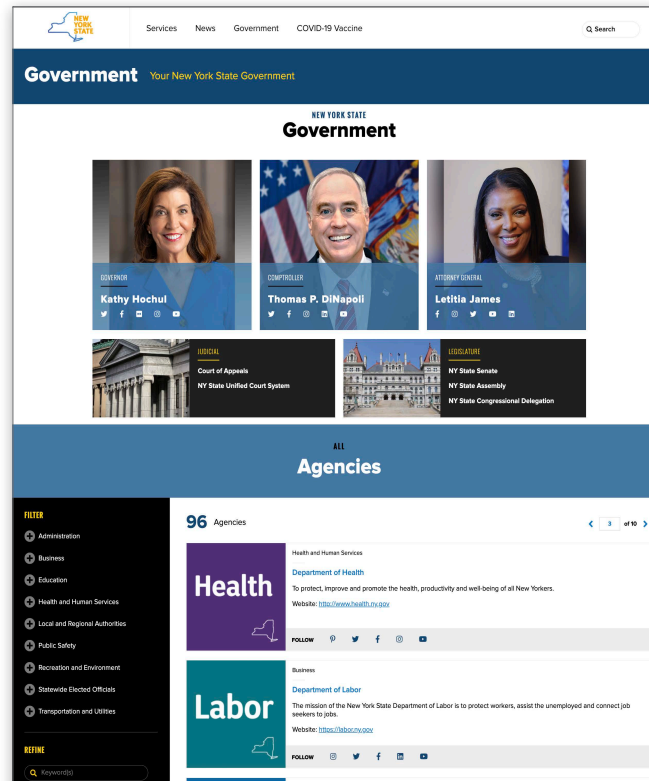 NEW
YORK
STATE
Services News Government COVID-19 Vaccine
Search
Government Your New York State Government
NEW YORK STATE
Government
GOVERNOR
Kathy Hochul
COMPTROLLER
Thomas P. DiNapoli
ATTORNEY GENERAL
Letitia James
JUDICIAL
Court of Appeals
NY State Unified Court System
LEGISLATURE
NY State Senate
NY State Assembly
NY State Congressional Delegation
ALL
Agencies
FILTER
Administration
Business
Education
Health and Human Services
Local and Regional Authorities
Public Safety
Recreation and Environment
Statewide Elected Officials
Transportation and Utilities
REFINE
Keyword(s)
96 Agencies
3 of 10
Health
Health and Human Services
Department of Health
To protect, improve and promote the health, productivity and well-being of all New Yorkers.
Website: http://www.health.ny.gov
FOLLOW
Labor
Business
Department of Labor
The mission of the New York State Department of Labor is to protect workers, assist the unemployed and connect job
seekers to jobs.
Website: https://labor.ny.gov
FOLLOW